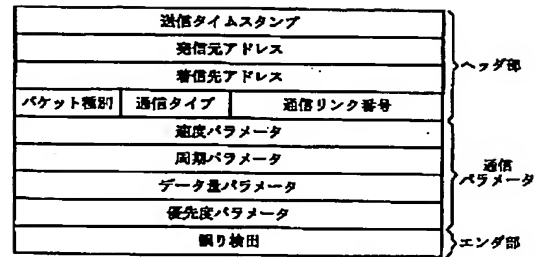 送信タイムスタンプ
発信元アドレス
着信先アドレス
パケット種別 通信タイプ 通信リンク番号
速度パラメータ
周期パラメータ
データ量パラメータ
優先度パラメータ
誤り検出
ヘッダ部
通信
パラメータ
エンダ部